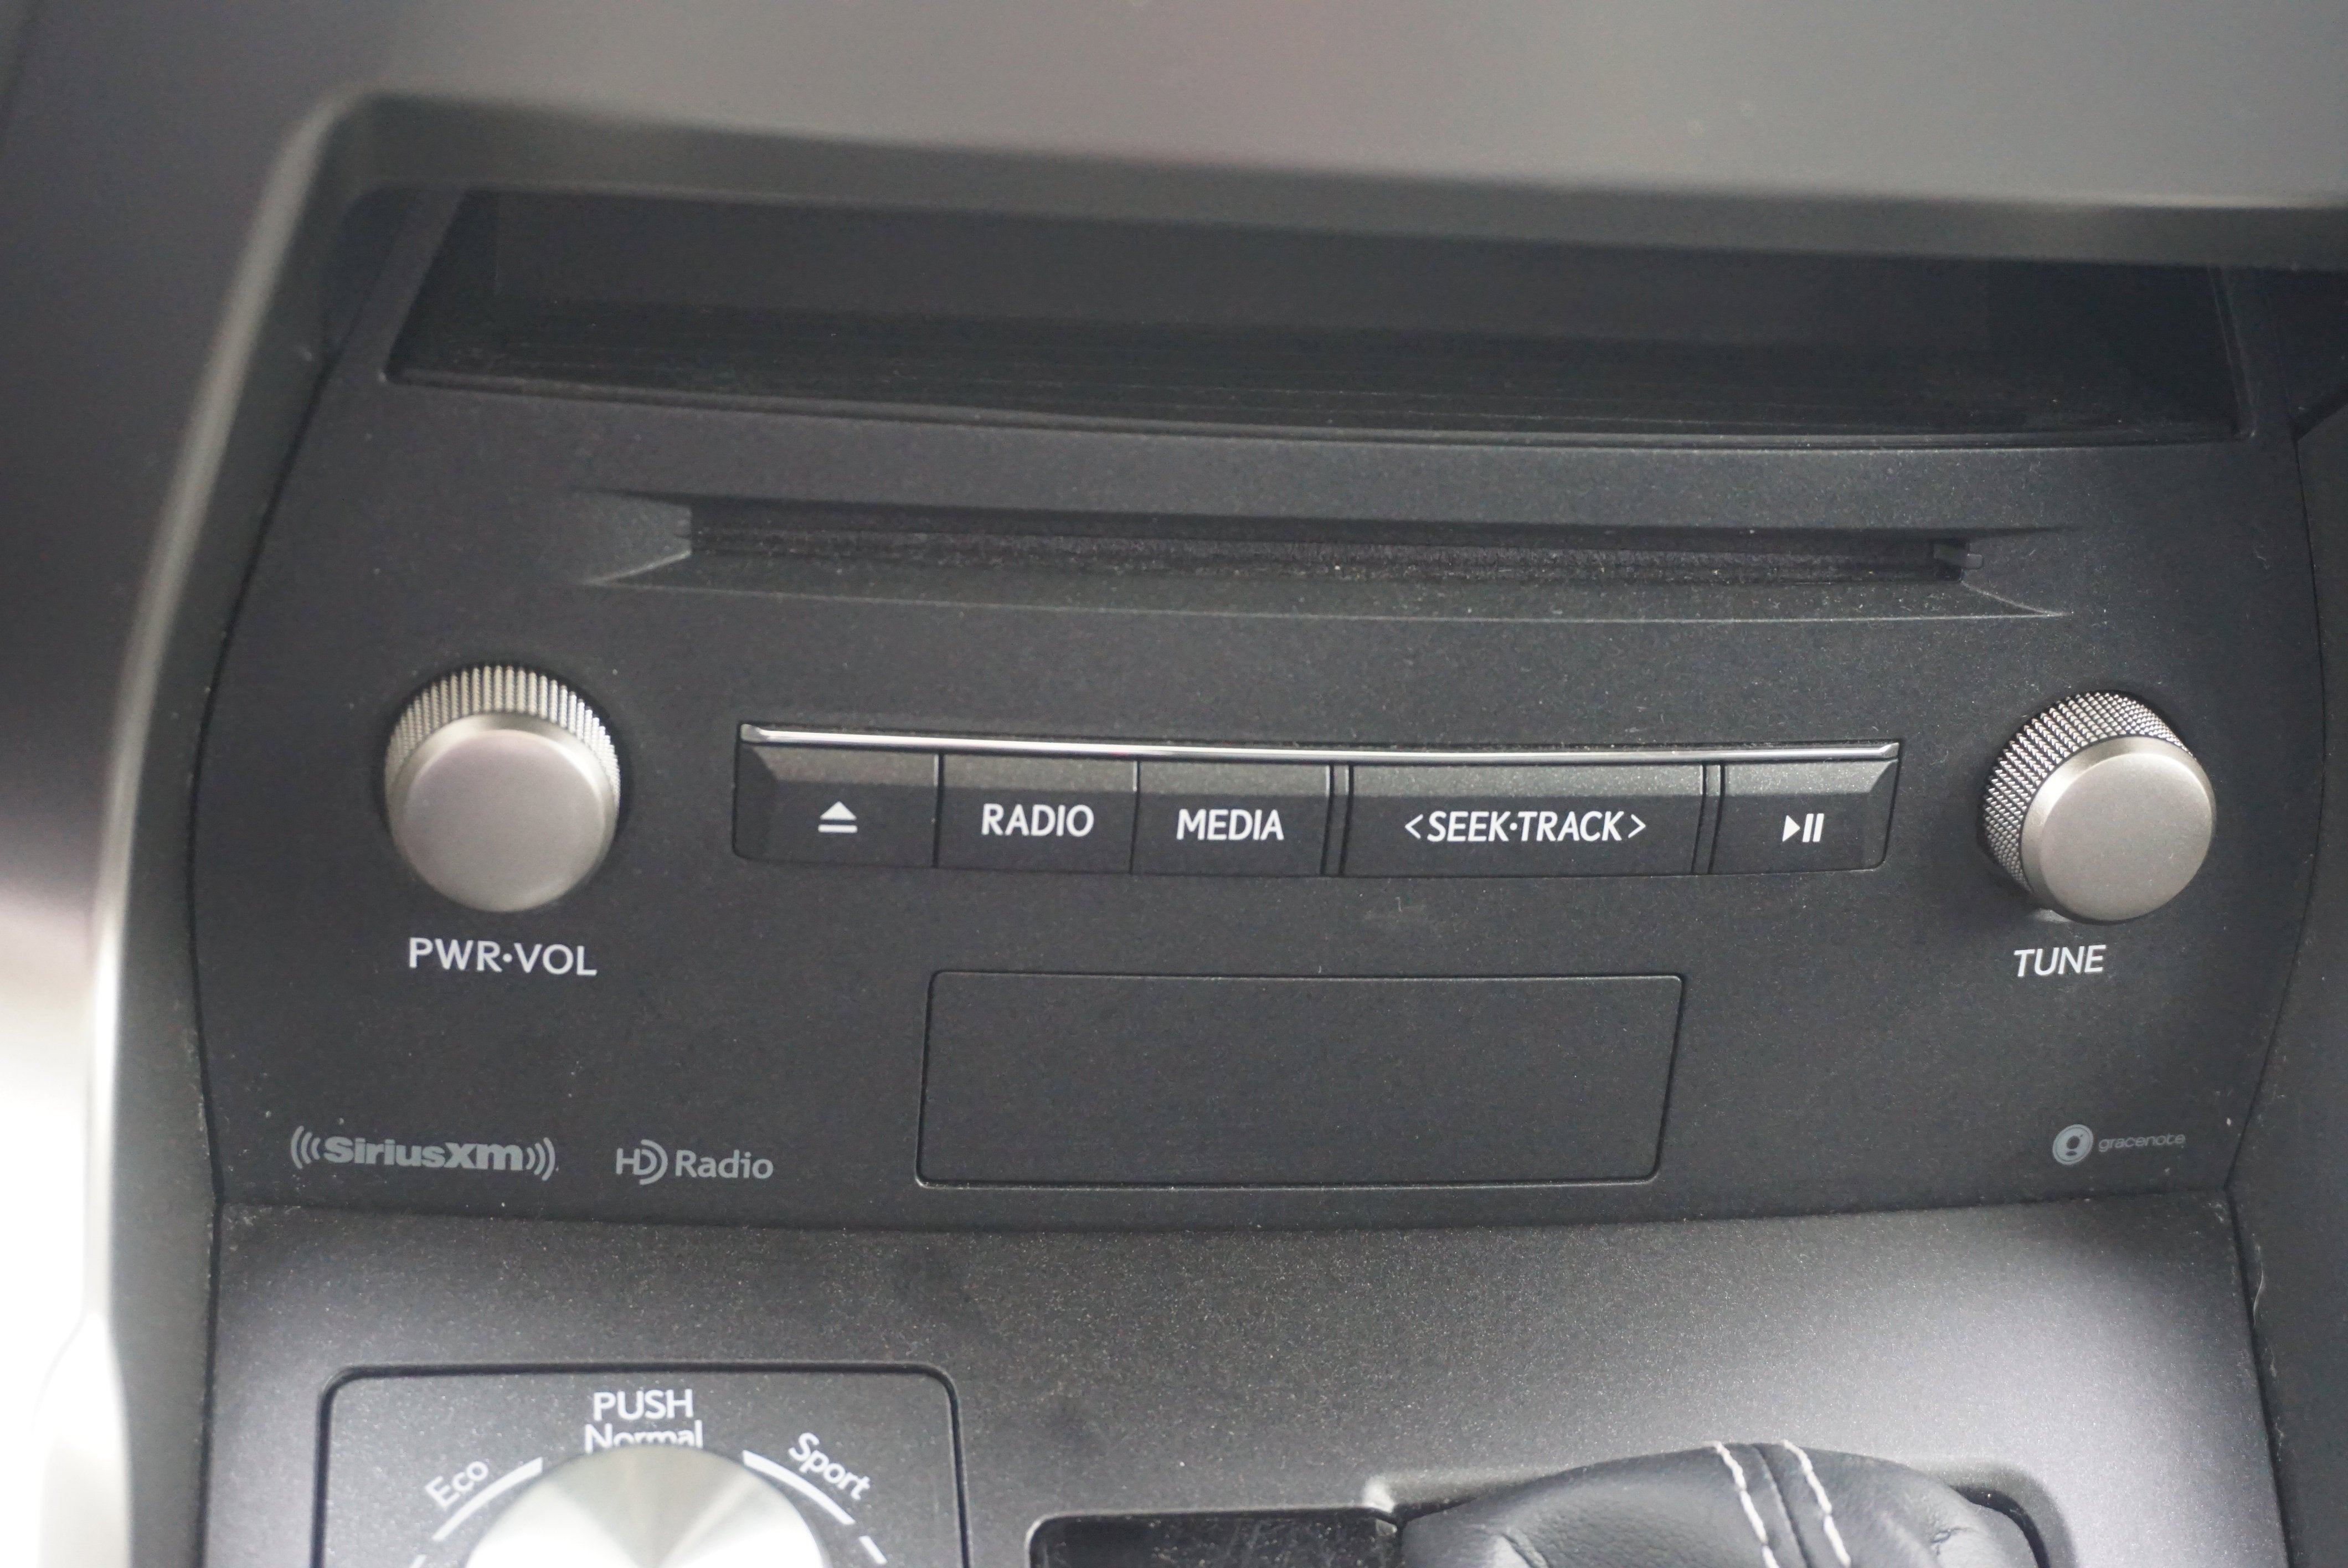 RADIO
MEDIA
<SEEK•TRACK>
PWR•VOL
TUNE
SiriusXM
HD Radio
gracenote
PUSH
Normal
Eco
Sport